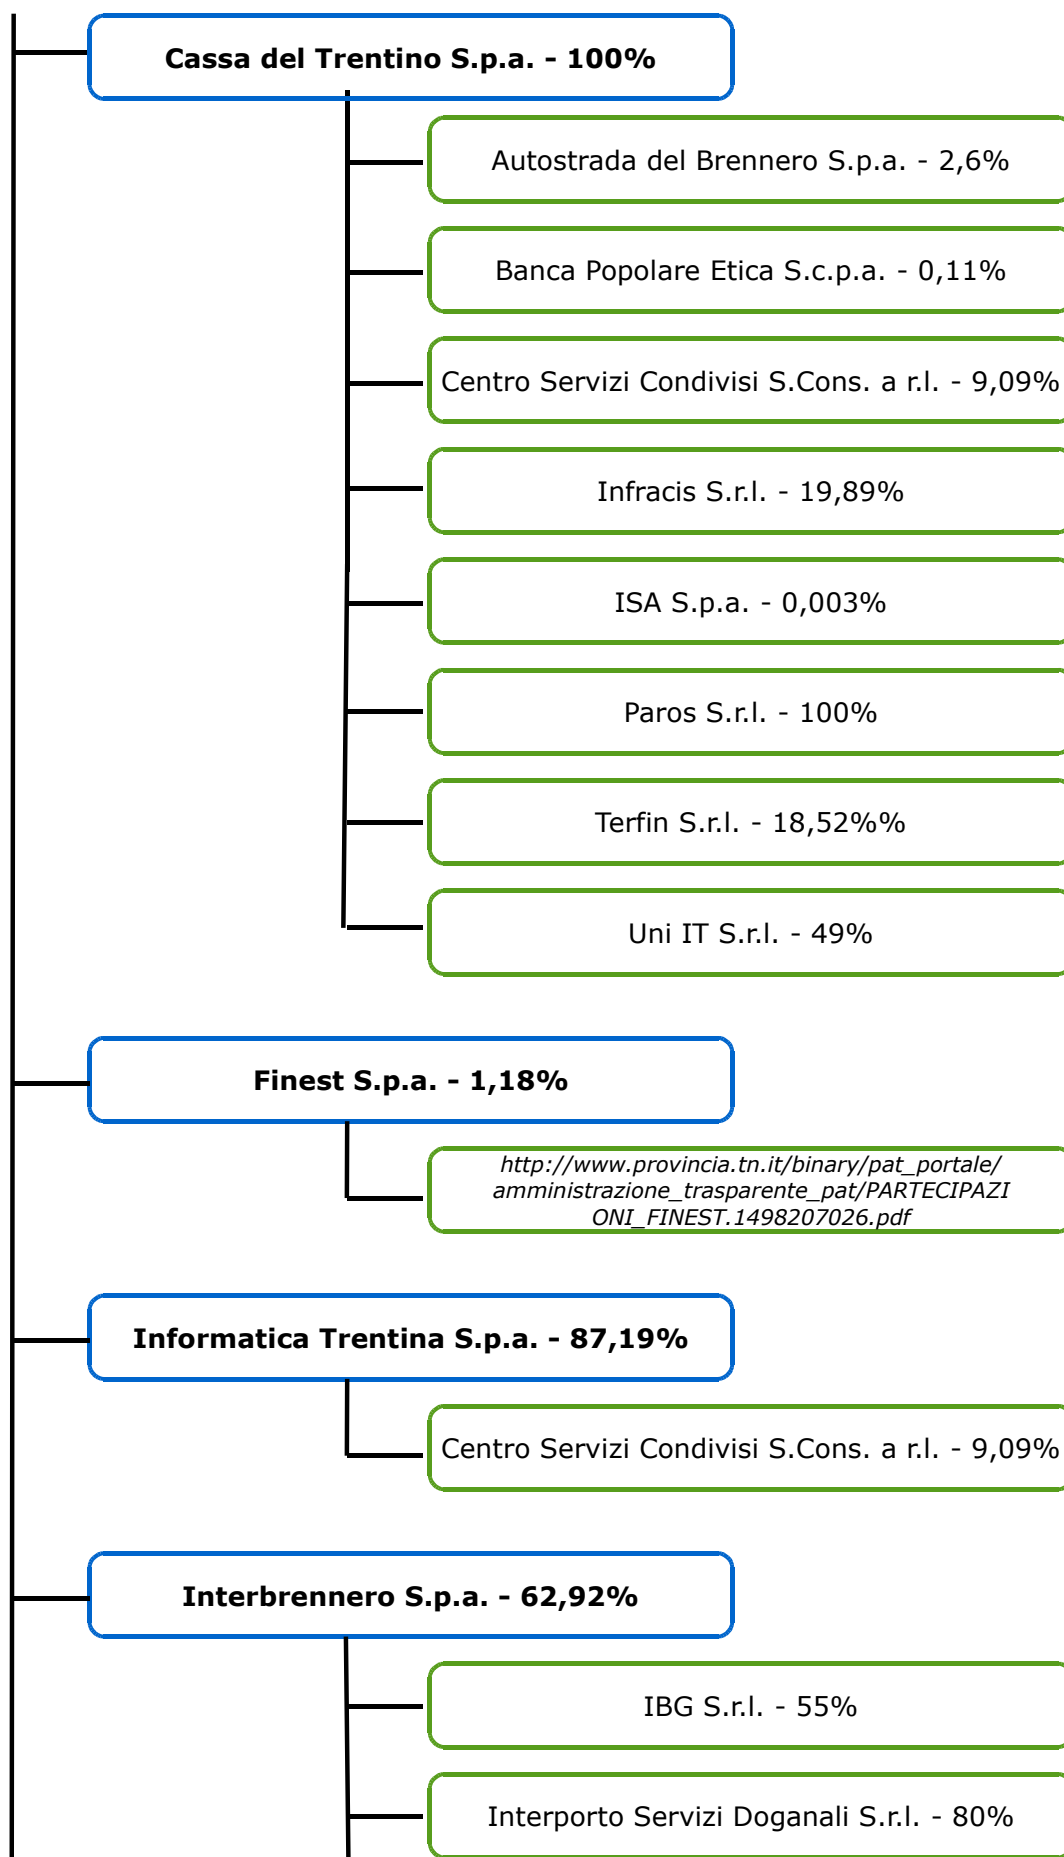 Cassa del Trentino S.p.a. - 100%
Autostrada del Brennero S.p.a. - 2,6%
Banca Popolare Etica S.c.p.a. - 0,11%
Centro Servizi Condivisi S.Cons. a r.l. - 9,09%
Infracis S.r.l. - 19,89%
ISA S.p.a. - 0,003%
Paros S.r.l. - 100%
Terfin S.r.l. - 18,52%%
Uni IT S.r.l. - 49%
Finest S.p.a. - 1,18%
http://www.provincia.tn.it/binary/pat_portale/
amministrazione_trasparente_pat/PARTECIPAZI
ONI_FINEST.1498207026.pdf
Informatica Trentina S.p.a. - 87,19%
Centro Servizi Condivisi S.Cons. a r.l. - 9,09%
Interbrennero S.p.a. - 62,92%
IBG S.r.l. - 55%
Interporto Servizi Doganali S.r.l. - 80%